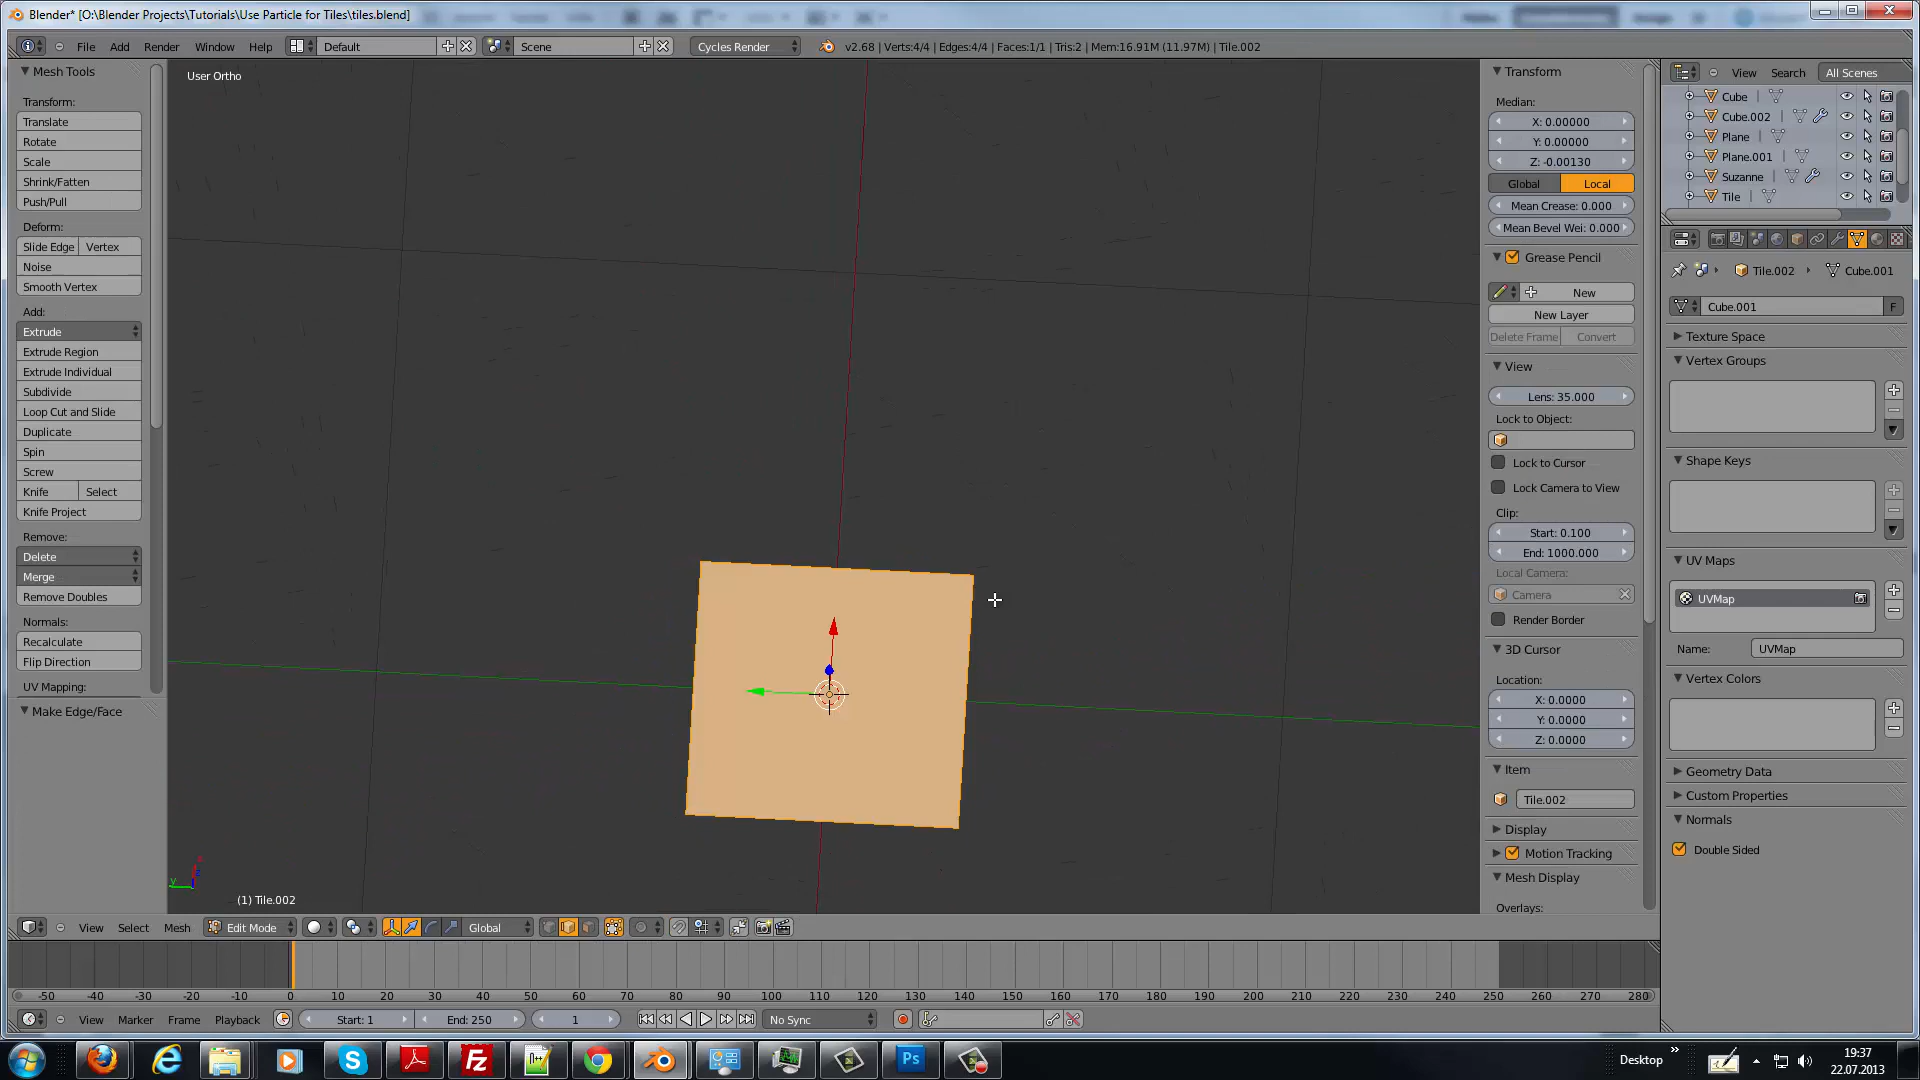 Blender* [O:\Blender Projects\Tutorials\Use Particle for Tiles\tiles.blend]
File Add Render Window Help Default Scene Cycles Render v2.68 | Verts:4/4 | Edges:4/4 | Faces:1/1 | Tris:2 | Mem:16.91M (11.97M) | Tile.002
Mesh Tools
Transform:
Translate
Rotate
Scale
Shrink/Fatten
Push/Pull
Deform:
Slide Edge Vertex
Noise
Smooth Vertex
Add:
Extrude
Extrude Region
Extrude Individual
Subdivide
Loop Cut and Slide
Duplicate
Spin
Screw
Knife Select
Knife Project
Remove:
Delete
Merge
Remove Doubles
Normals:
Recalculate
Flip Direction
UV Mapping:
Make Edge/Face
User Ortho
x
y
z
(1) Tile.002
Transform
Median:
X: 0.00000
Y: 0.00000
Z: -0.00130
Global Local
Mean Crease: 0.000
Mean Bevel Wei: 0.000
Grease Pencil
New
New Layer
Delete Frame Convert
View
Lens: 35.000
Lock to Object:
Lock to Cursor
Lock Camera to View
Clip:
Start: 0.100
End: 1000.000
Local Camera:
Camera
Render Border
3D Cursor
Location:
X: 0.0000
Y: 0.0000
Z: 0.0000
Item
Tile.002
Display
Motion Tracking
Mesh Display
Overlays:
View Search All Scenes
Cube
Cube.002
Plane
Plane.001
Suzanne
Tile
Tile.002 Cube.001
Cube.001 F
Texture Space
Vertex Groups
Shape Keys
UV Maps
UVMap
Name: UVMap
Vertex Colors
Geometry Data
Custom Properties
Normals
Double Sided
View Select Mesh Edit Mode Global
-50 -40 -30 -20 -10 0 10 20 30 40 50 60 70 80 90 100 110 120 130 140 150 160 170 180 190 200 210 220 230 240 250 260 270 280
View Marker Frame Playback Start: 1 End: 250 1 No Sync
Desktop
19:37
22.07.2013